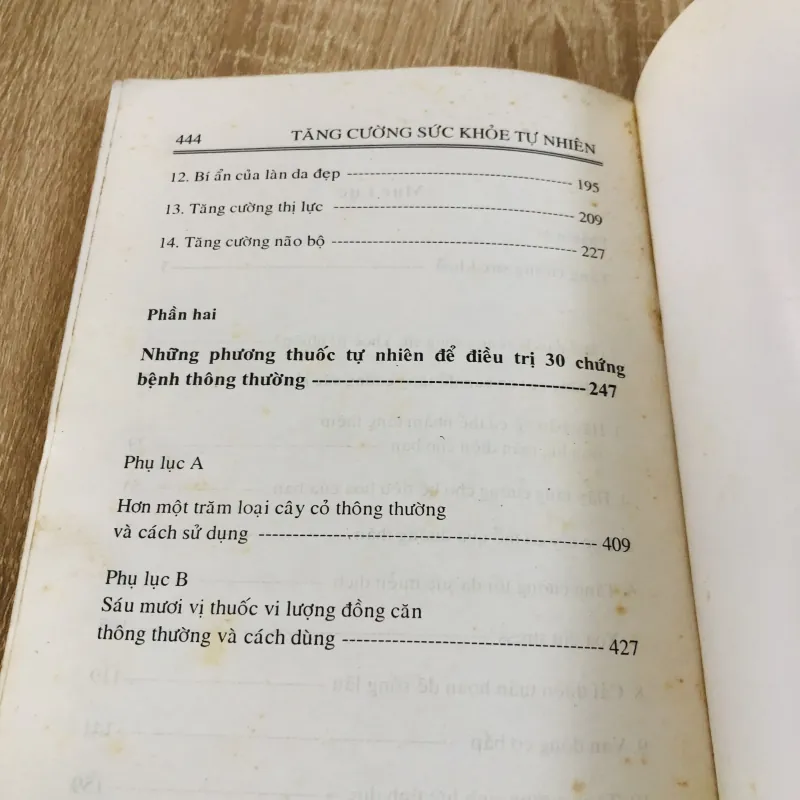 444 TĂNG CƯỜNG SỨC KHỎE TỰ NHIÊN
12. Bí ẩn của làn da đẹp ---------------------------------- 195
13. Tăng cường thị lực -------------------------------------- 209
14. Tăng cường não bộ ------------------------------------- 227
Phần hai
Những phương thuốc tự nhiên để điều trị 30 chứng
bệnh thông thường ---------------------------------------- 247
Phụ lục A
Hơn một trăm loại cây cỏ thông thường
và cách sử dụng ------------------------------------------------ 409
Phụ lục B
Sáu mươi vị thuốc vi lượng đồng căn
thông thường và cách dùng ------------------------------------- 427